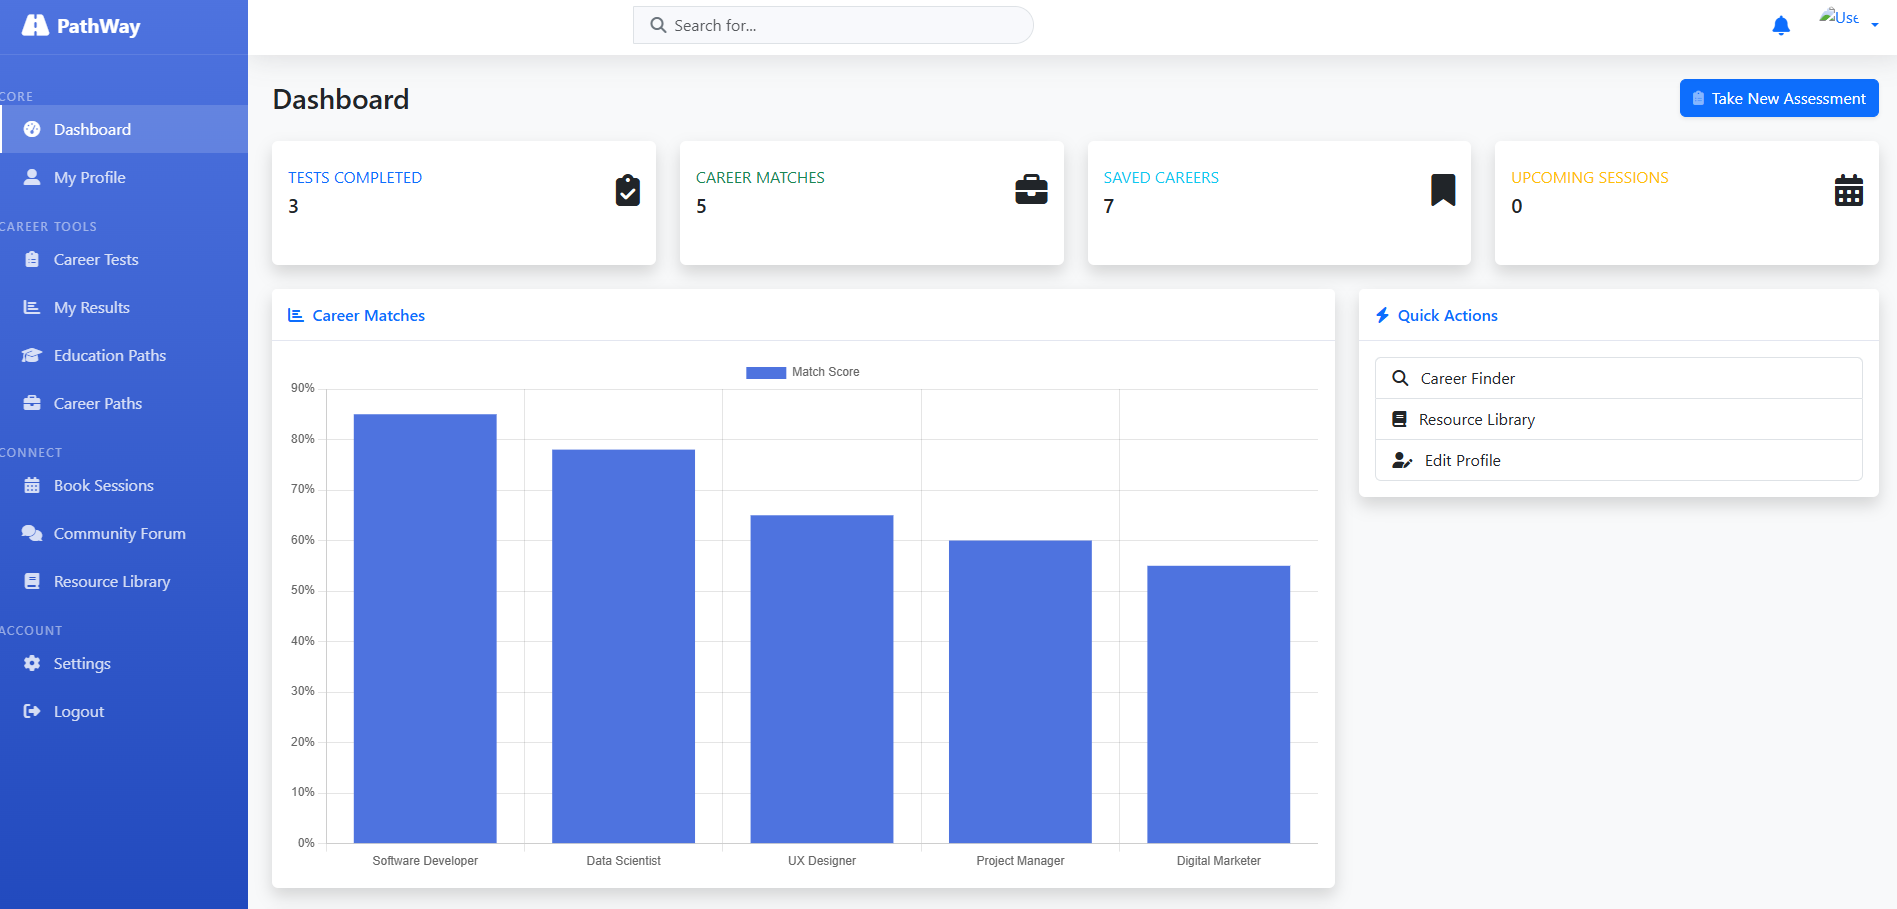 PathWay
Search for...
Use
CORE
Dashboard
My Profile
CAREER TOOLS
Career Tests
My Results
Education Paths
Career Paths
CONNECT
Book Sessions
Community Forum
Resource Library
ACCOUNT
Settings
Logout
Dashboard
Take New Assessment
TESTS COMPLETED
3
CAREER MATCHES
5
SAVED CAREERS
7
UPCOMING SESSIONS
0
Career Matches
Match Score
90%
80%
70%
60%
50%
40%
30%
20%
10%
0%
Software Developer
Data Scientist
UX Designer
Project Manager
Digital Marketer
Quick Actions
Career Finder
Resource Library
Edit Profile